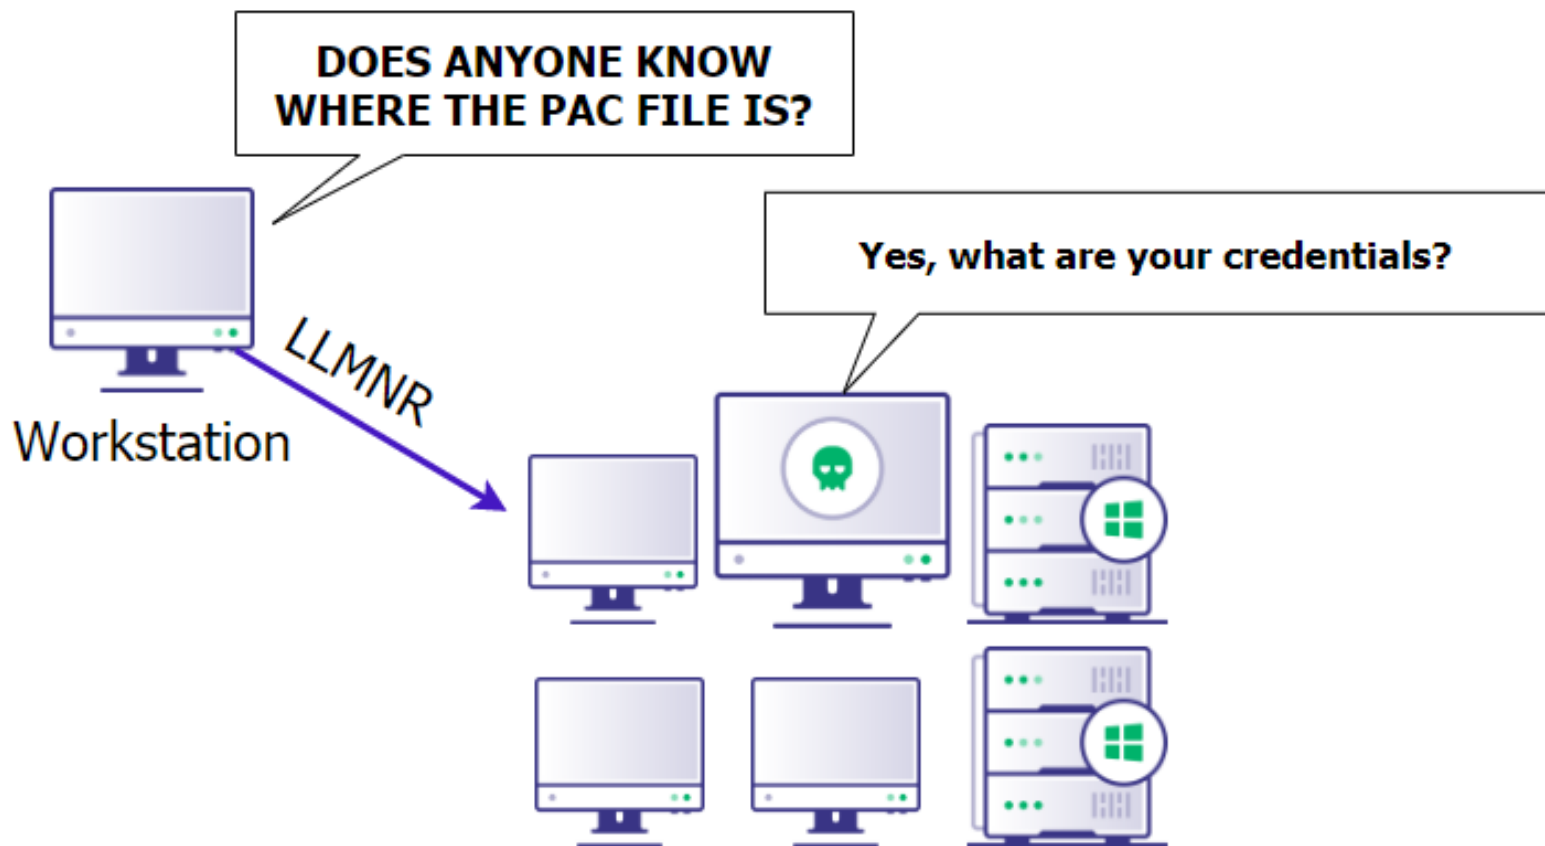 DOES ANYONE KNOW
WHERE THE PAC FILE IS?
Yes, what are your credentials?
LLMNR
Workstation